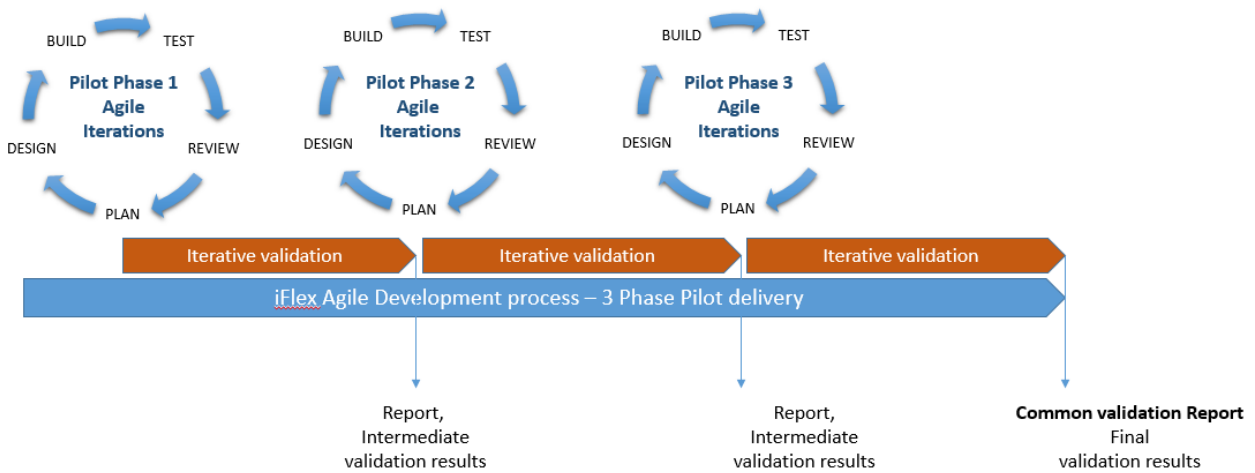 BUILD
TEST
Pilot Phase 1
Agile
Iterations
DESIGN
REVIEW
PLAN
BUILD
TEST
Pilot Phase 2
Agile
Iterations
DESIGN
REVIEW
PLAN
BUILD
TEST
Pilot Phase 3
Agile
Iterations
DESIGN
REVIEW
PLAN
Iterative validation
Iterative validation
Iterative validation
iFlex Agile Development process – 3 Phase Pilot delivery
Report,
Intermediate
validation results
Report,
Intermediate
validation results
Common validation Report
Final
validation results